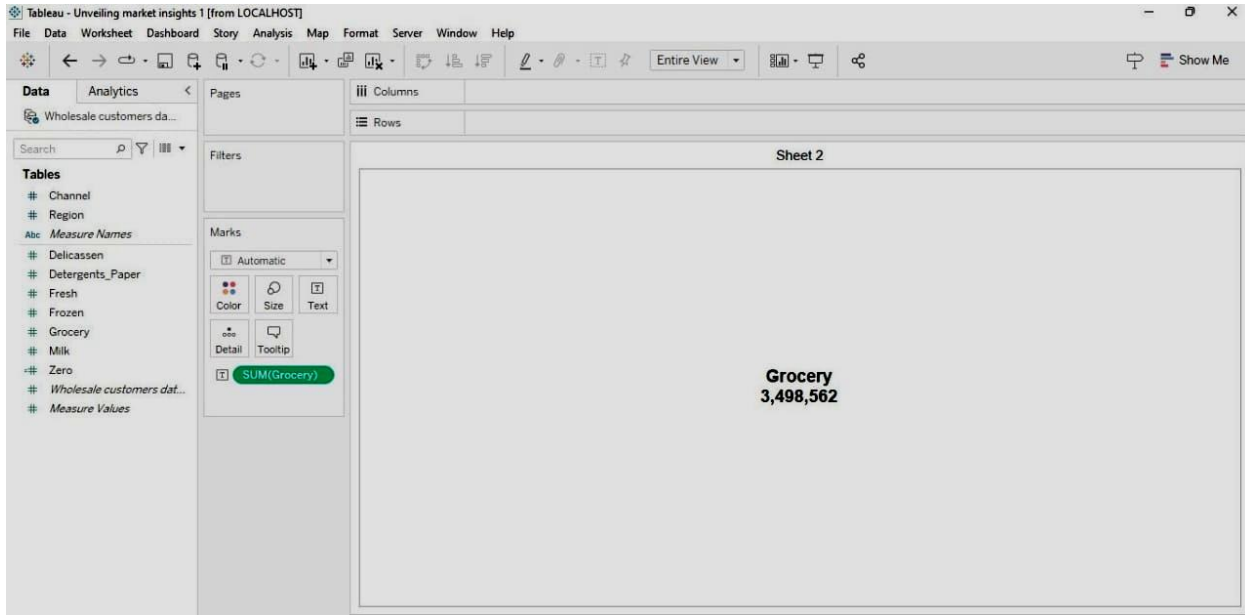 Tableau - Unveiling market insights 1 [from LOCALHOST]
File Data Worksheet Dashboard Story Analysis Map Format Server Window Help
Entire View
Show Me
Data Analytics
Wholesale customers da...
Search
Tables
# Channel
# Region
Abc Measure Names
# Delicassen
# Detergents_Paper
# Fresh
# Frozen
# Grocery
# Milk
=# Zero
# Wholesale customers dat...
# Measure Values
Pages
Filters
Marks
T Automatic
Color Size Text
Detail Tooltip
T SUM(Grocery)
iii Columns
Rows
Sheet 2
Grocery
3,498,562